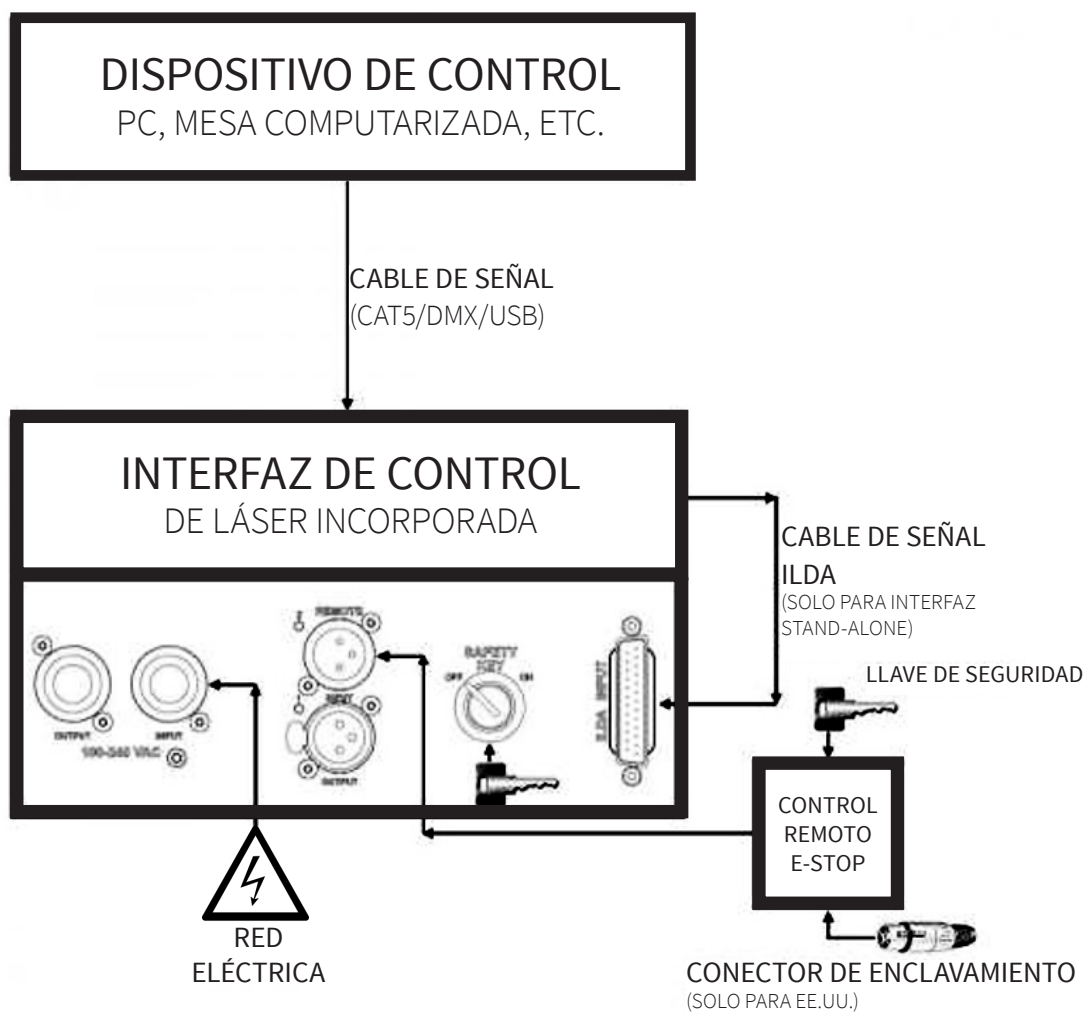 DISPOSITIVO DE CONTROL
PC, MESA COMPUTARIZADA, ETC.
CABLE DE SEÑAL
(CAT5/DMX/USB)
INTERFAZ DE CONTROL
DE LÁSER INCORPORADA
CABLE DE SEÑAL
ILDA
(SOLO PARA INTERFAZ
STAND-ALONE)
REMOTE
SAFETY
KEY
OFF
ON
ILDA INPUT
OUTPUT
INPUT
100-240 VAC
OUTPUT
LLAVE DE SEGURIDAD
CONTROL
REMOTO
E-STOP
RED
ELÉCTRICA
CONECTOR DE ENCLAVAMIENTO
(SOLO PARA EE.UU.)